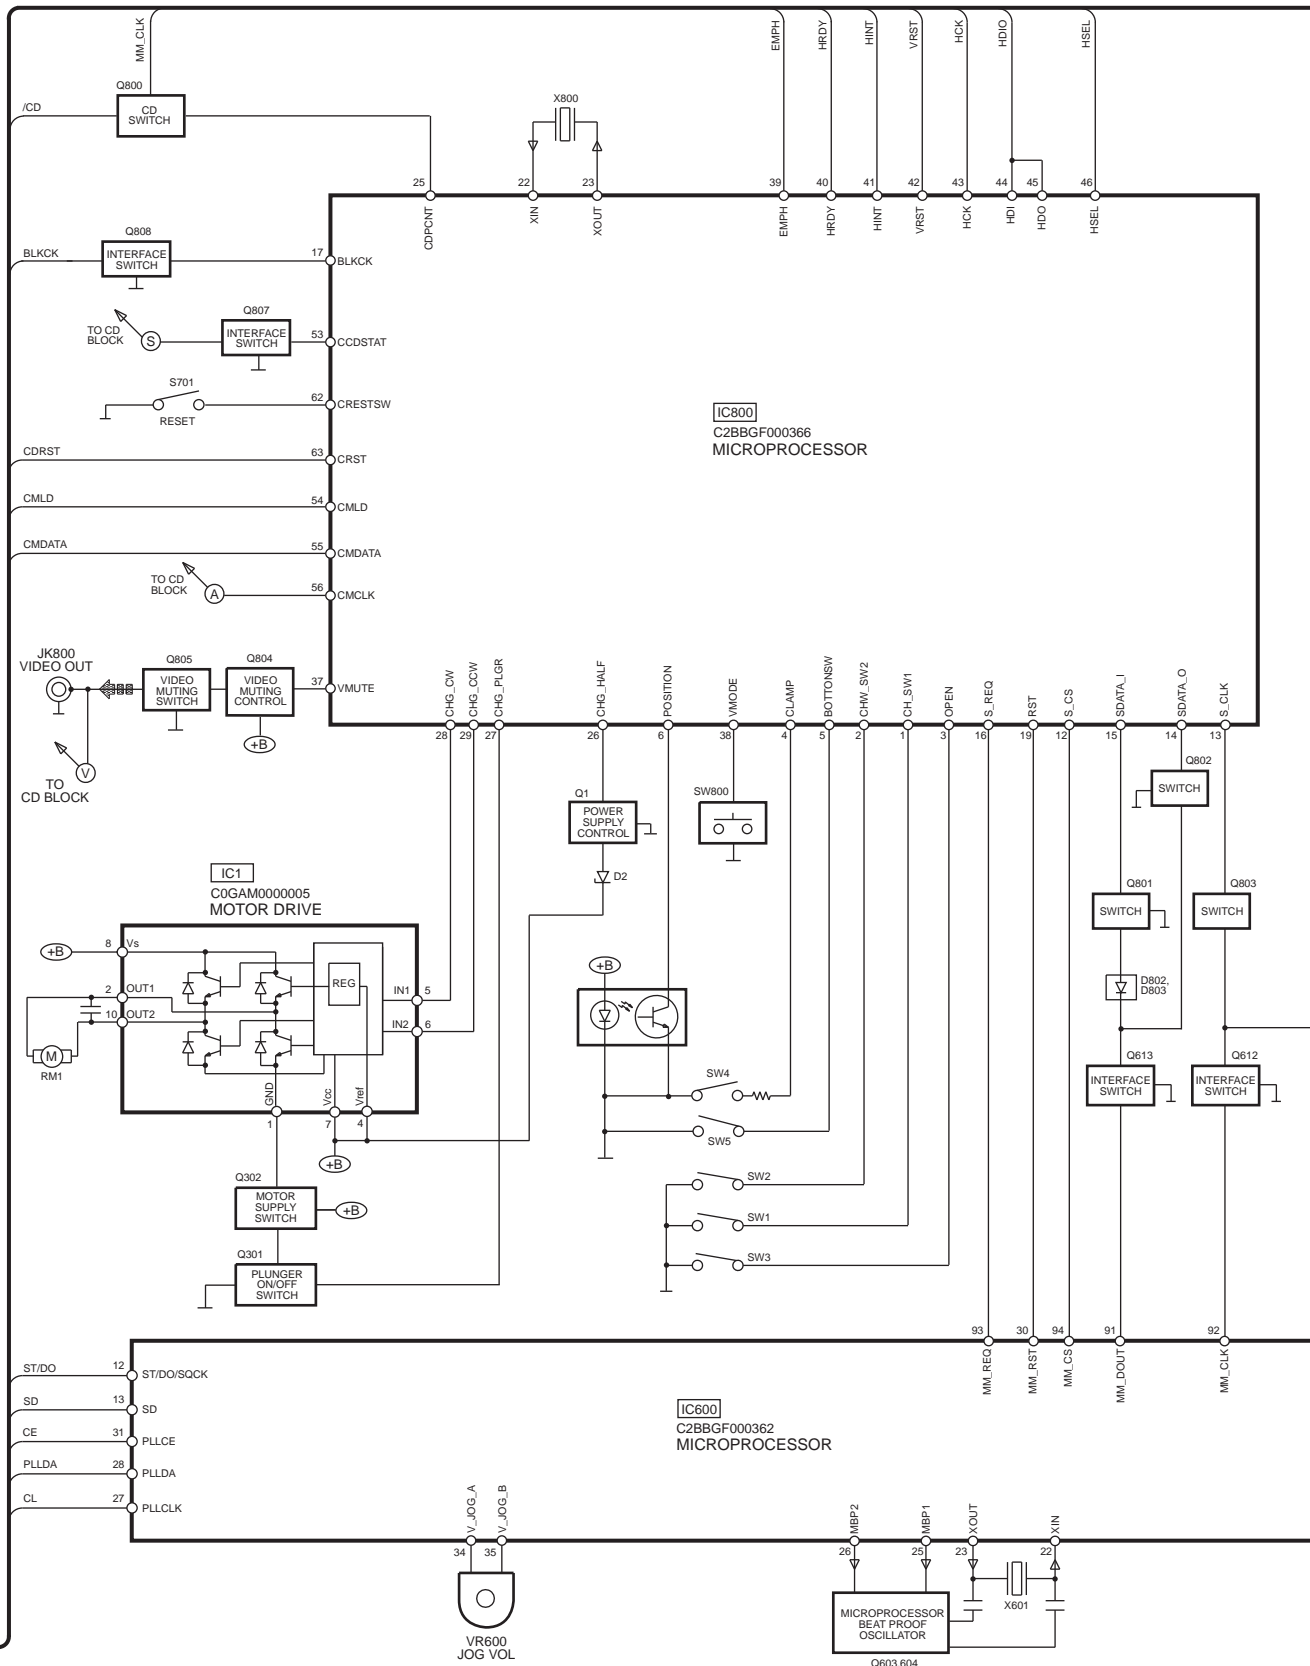 MM_CLK
EMPH
HRDY
HINT
VRST
HCK
HDIO
HSEL
Q800
/CD
CD
SWITCH
X800
25
22
23
39
40
41
42
43
44
45
46
CDPCNT
XIN
XOUT
EMPH
HRDY
HINT
VRST
HCK
HDI
HDO
HSEL
Q808
BLKCK
INTERFACE
SWITCH
17
BLKCK
Q807
TO CD
BLOCK
S
INTERFACE
SWITCH
53
CCDSTAT
S701
RESET
62
CRESTSW
IC800
C2BBGF000366
MICROPROCESSOR
CDRST
63
CRST
CMLD
54
CMLD
CMDATA
55
CMDATA
TO CD
BLOCK
A
56
CMCLK
JK800
VIDEO OUT
Q805
VIDEO
MUTING
SWITCH
Q804
VIDEO
MUTING
CONTROL
37
VMUTE
+B
V
TO
CD BLOCK
CHG_CW
CHG_CCW
CHG_PLGR
CHG_HALF
POSITION
VMODE
CLAMP
BOTTONSW
CHW_SW2
CH_SW1
OPEN
S_REQ
RST
S_CS
SDATA_I
SDATA_O
S_CLK
28
29
27
26
6
38
4
5
2
1
3
16
19
12
15
14
13
Q802
SWITCH
Q1
POWER
SUPPLY
CONTROL
SW800
D2
IC1
C0GAM0000005
MOTOR DRIVE
Q801
SWITCH
Q803
SWITCH
+B
8
Vs
2
OUT1
10
OUT2
REG
IN1
5
IN2
6
M
RM1
GND
Vcc
Vref
1
7
4
+B
+B
D802,
D803
Q613
INTERFACE
SWITCH
Q612
INTERFACE
SWITCH
SW4
SW5
SW2
SW1
SW3
Q302
MOTOR
SUPPLY
SWITCH
+B
Q301
PLUNGER
ON/OFF
SWITCH
93
30
94
91
92
MM_REQ
MM_RST
MM_CS
MM_DOUT
MM_CLK
ST/DO
12
ST/DO/SQCK
SD
13
SD
CE
31
PLLCE
PLLDA
28
PLLDA
CL
27
PLLCLK
IC600
C2BBGF000362
MICROPROCESSOR
V_JOG_A
V_JOG_B
MBP2
MBP1
XOUT
XIN
34
35
26
25
23
22
X601
MICROPROCESSOR
BEAT PROOF
OSCILLATOR
VR600
JOG VOL
Q603,604